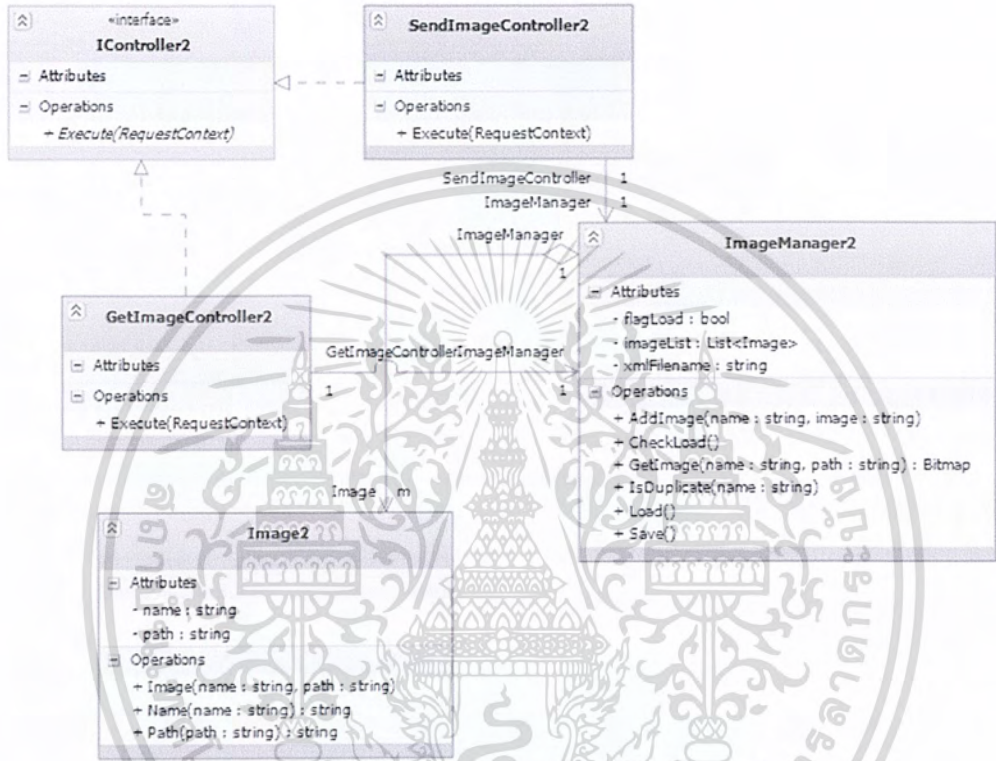 «interface»
IController2
Attributes
Operations
+ Execute(RequestContext)
SendImageController2
Attributes
Operations
+ Execute(RequestContext)
SendImageController 1
ImageManager 1
ImageManager
1
ImageManager2
Attributes
- flagLoad : bool
- imageList : List<Image>
- xmlFilename : string
Operations
+ AddImage(name : string, image : string)
+ CheckLoad()
+ GetImage(name : string, path : string) : Bitmap
+ IsDuplicate(name : string)
+ Load()
+ Save()
GetImageController2
Attributes
Operations
+ Execute(RequestContext)
GetImageControllerImageManager
1 1
Image m
Image2
Attributes
- name : string
- path : string
Operations
+ Image(name : string, path : string)
+ Name(name : string) : string
+ Path(path : string) : string